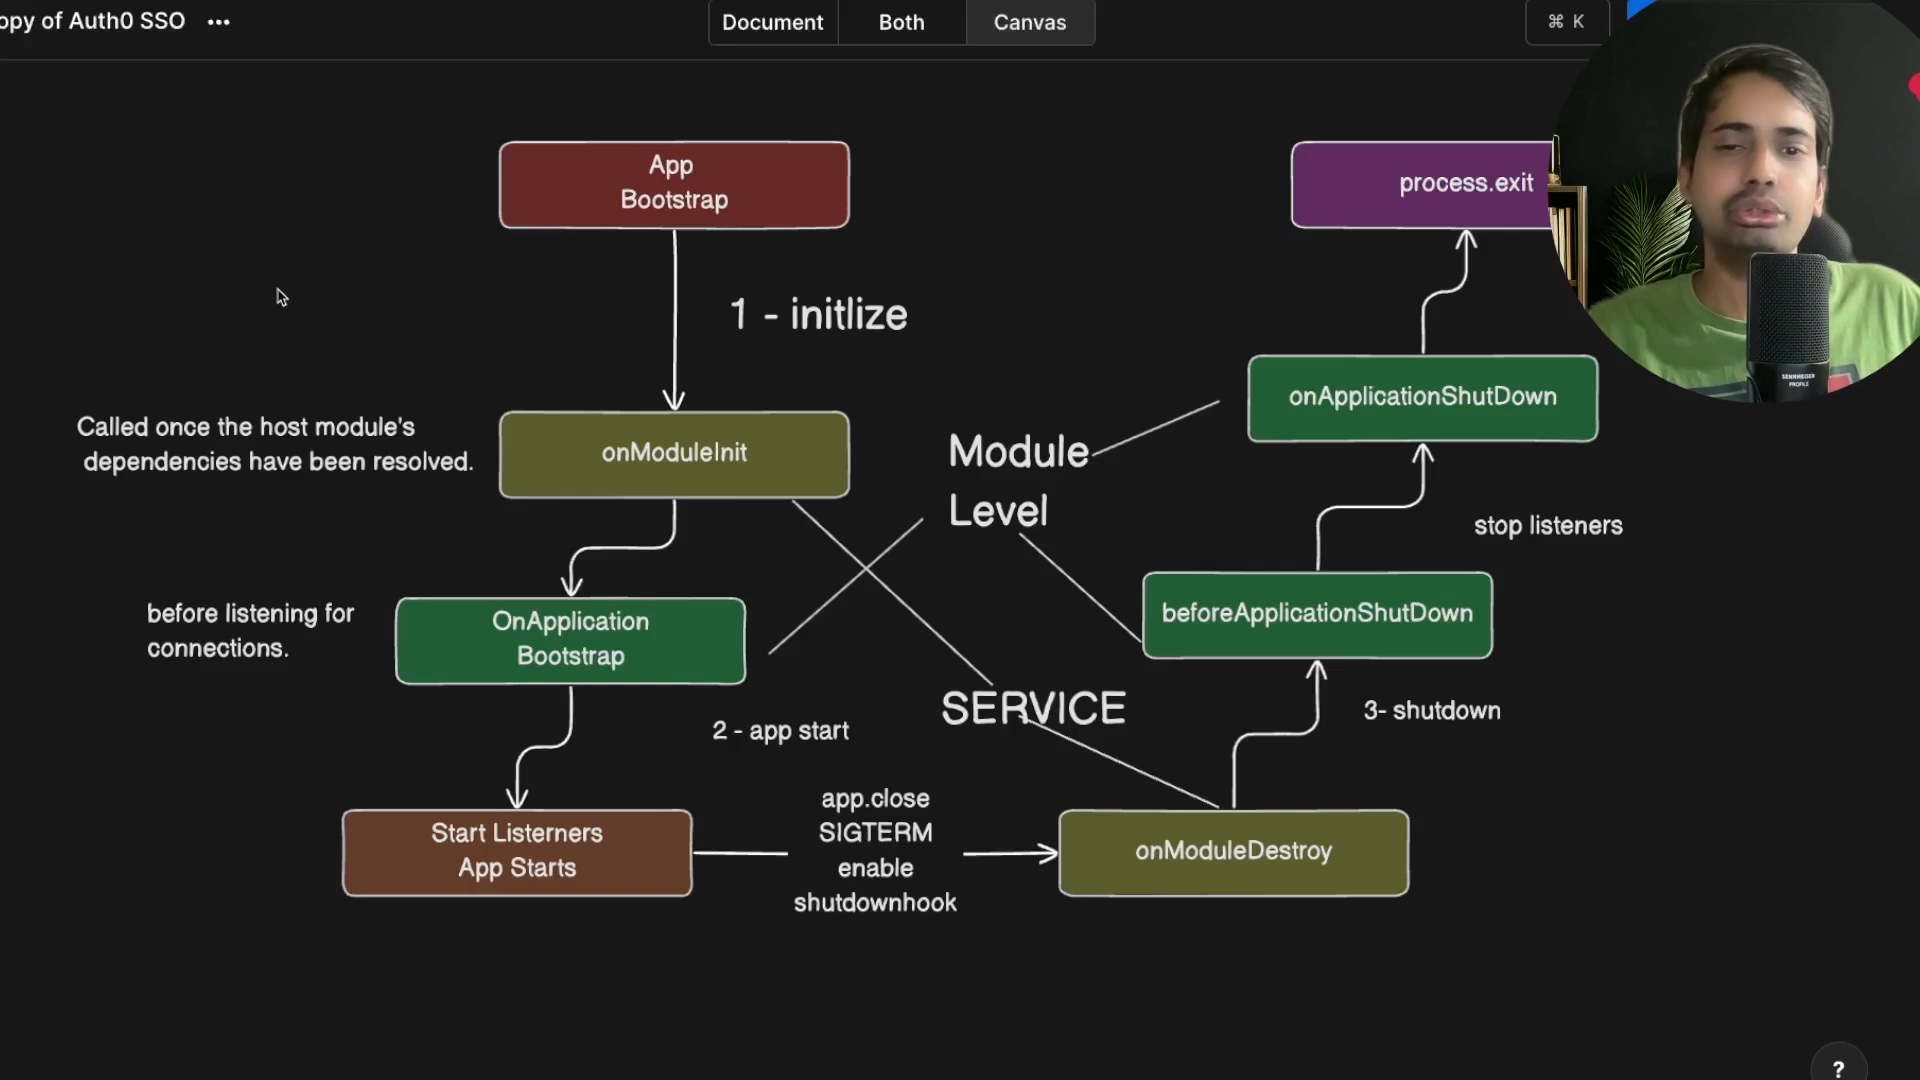 opy of Auth0 SSO
Document
Both
Canvas
⌘ K
App
Bootstrap
process.exit
1 - initlize
onApplicationShutDown
Called once the host module's
dependencies have been resolved.
onModuleInit
Module
Level
stop listeners
before listening for
connections.
OnApplication
Bootstrap
beforeApplicationShutDown
SERVICE
2 - app start
3- shutdown
Start Listerners
App Starts
app.close
SIGTERM
enable
shutdownhook
onModuleDestroy
SENNHEISER
PROFILE
?